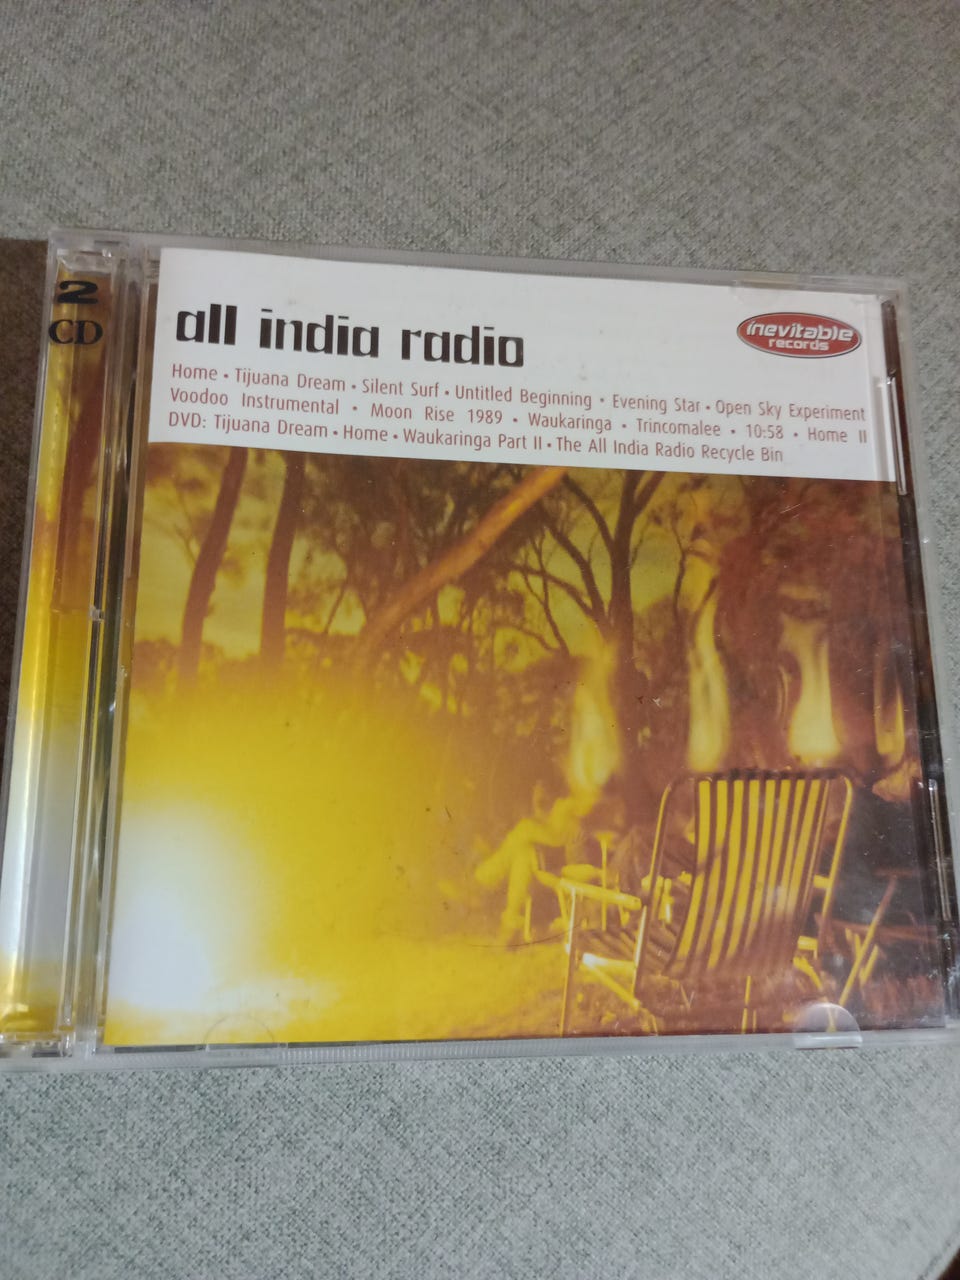 2
CD
all india radio
inevitable
records
Home • Tijuana Dream • Silent Surf • Untitled Beginning • Evening Star • Open Sky Experiment
Voodoo Instrumental • Moon Rise 1989 • Waukaringa • Trincomalee • 10:58 • Home II
DVD: Tijuana Dream • Home • Waukaringa Part II • The All India Radio Recycle Bin